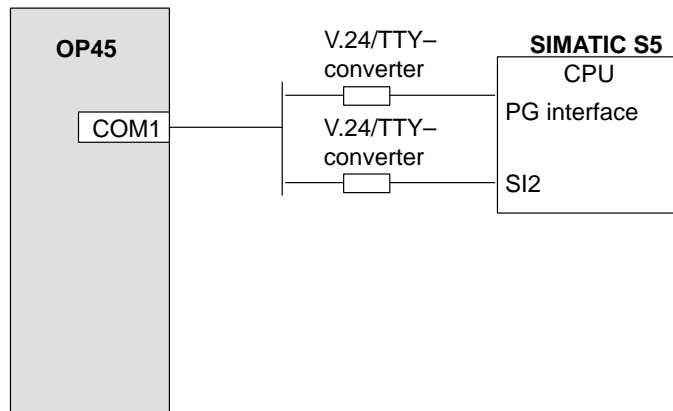 OP45
COM1
V.24/TTY–
converter
V.24/TTY–
converter
SIMATIC S5
CPU
PG interface
SI2